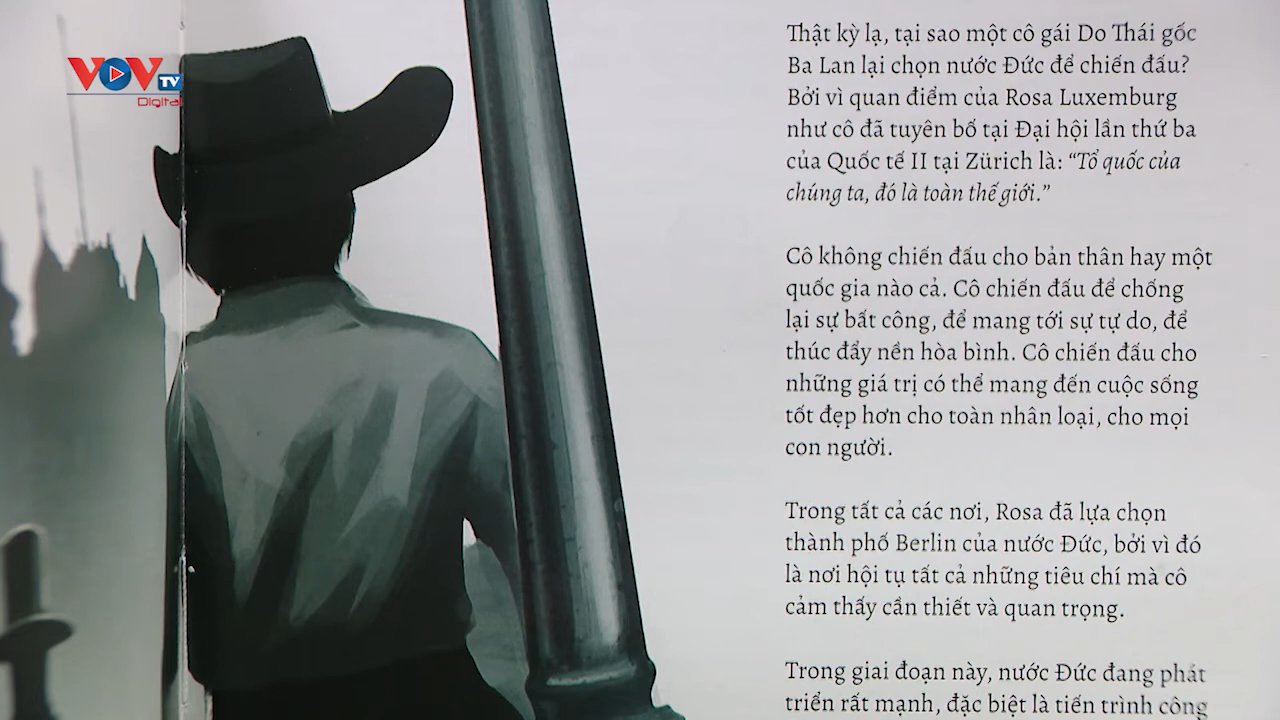 VOV TV
Digital
Thật kỳ lạ, tại sao một cô gái Do Thái gốc
Ba Lan lại chọn nước Đức để chiến đấu?
Bởi vì quan điểm của Rosa Luxemburg
như cô đã tuyên bố tại Đại hội lần thứ ba
của Quốc tế II tại Zürich là: “Tổ quốc của
chúng ta, đó là toàn thế giới.”
Cô không chiến đấu cho bản thân hay một
quốc gia nào cả. Cô chiến đấu để chống
lại sự bất công, để mang tới sự tự do, để
thúc đẩy nền hòa bình. Cô chiến đấu cho
những giá trị có thể mang đến cuộc sống
tốt đẹp hơn cho toàn nhân loại, cho mọi
con người.
Trong tất cả các nơi, Rosa đã lựa chọn
thành phố Berlin của nước Đức, bởi vì đó
là nơi hội tụ tất cả những tiêu chí mà cô
cảm thấy cần thiết và quan trọng.
Trong giai đoạn này, nước Đức đang phát
triển rất mạnh, đặc biệt là tiến trình công